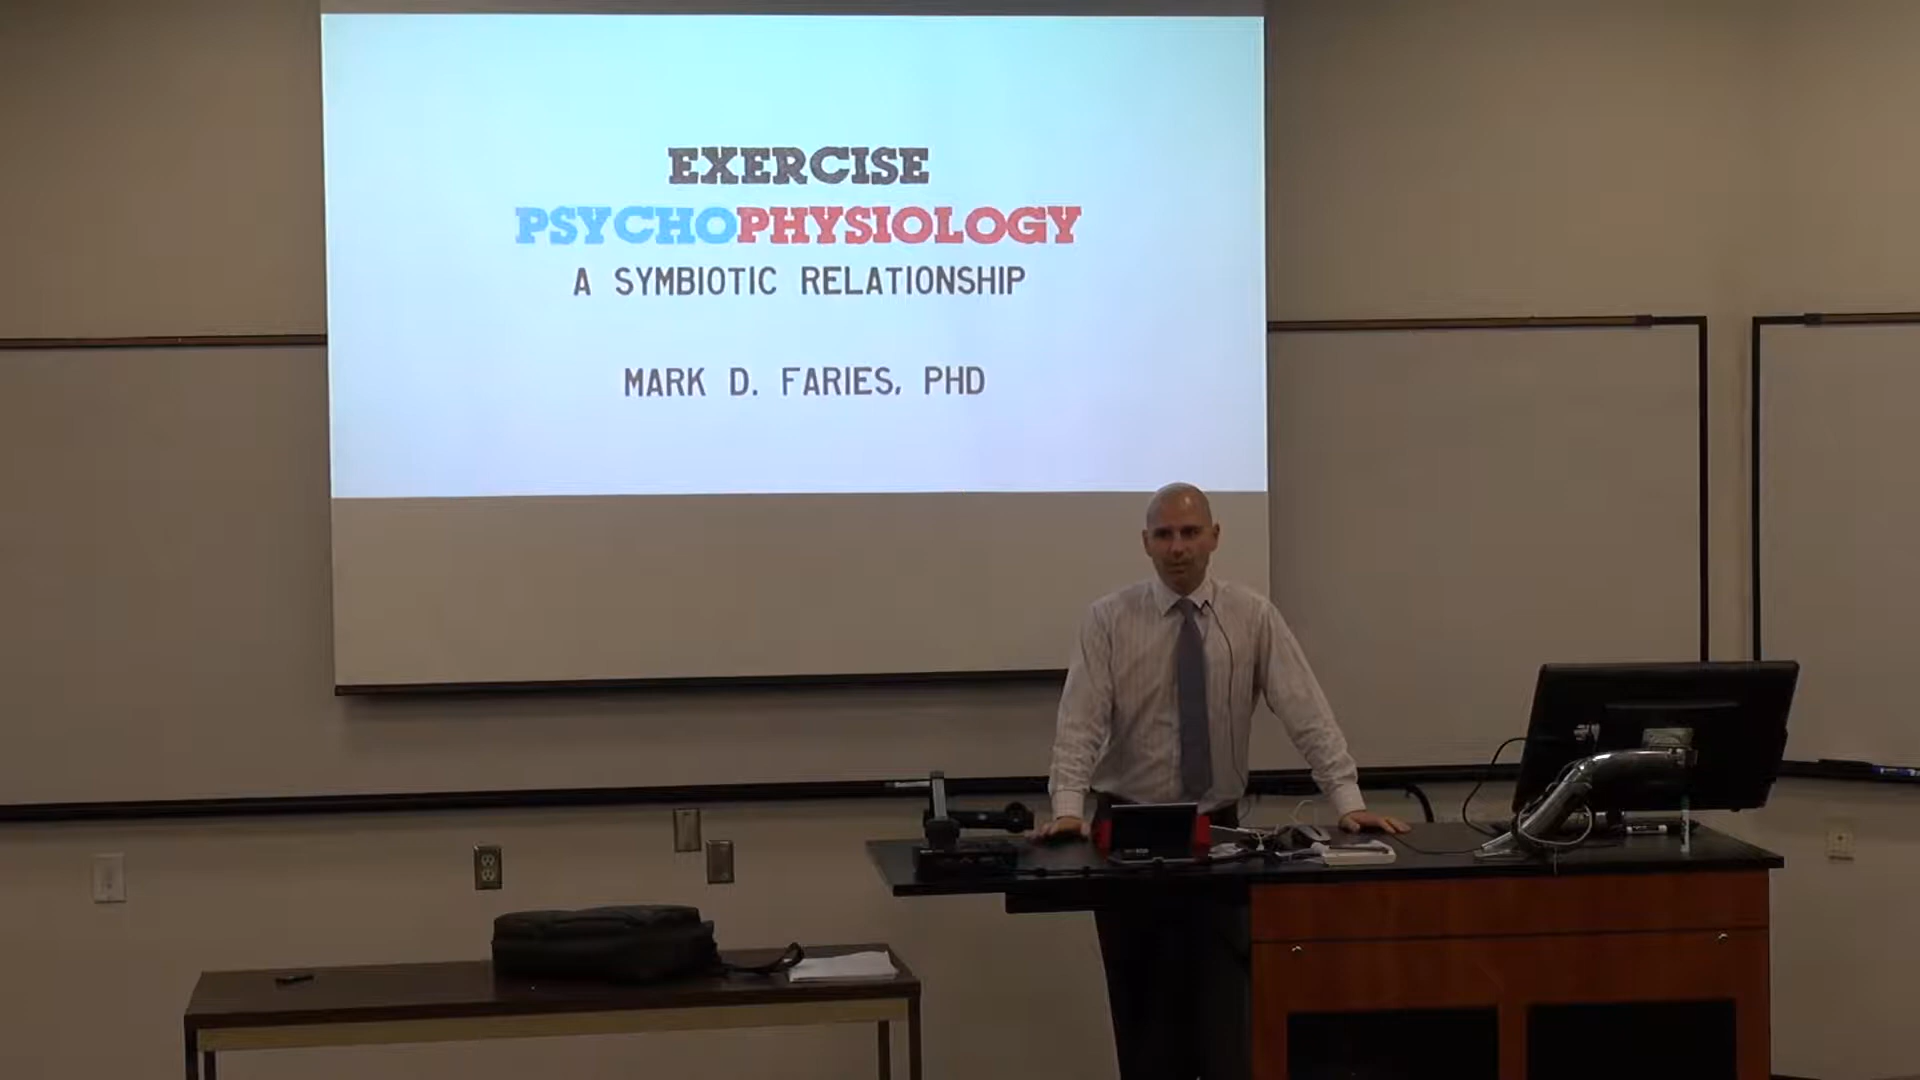 EXERCISE
PSYCHOPHYSIOLOGY
A SYMBIOTIC RELATIONSHIP
MARK D. FARIES, PHD